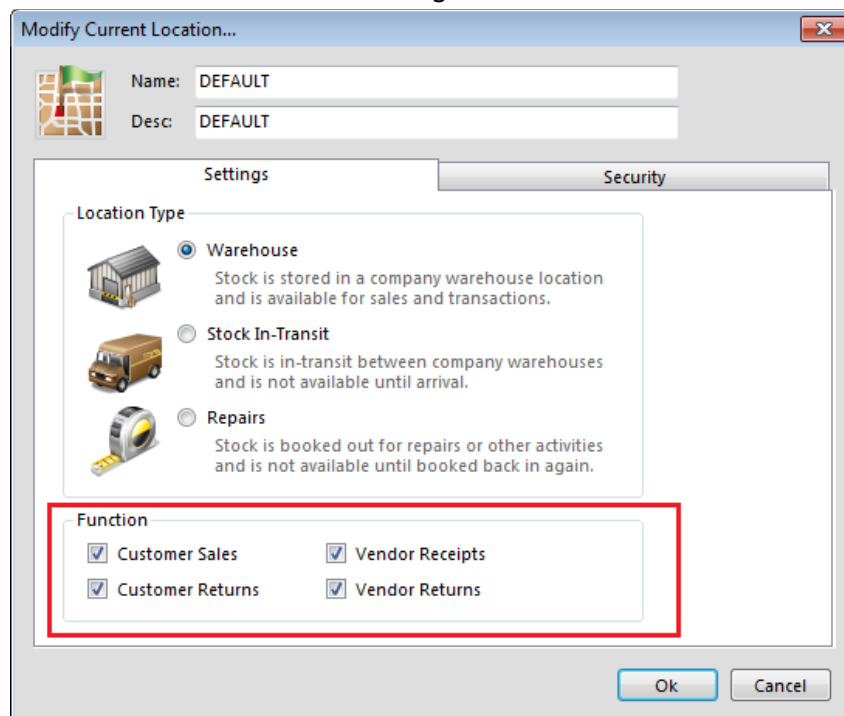 Modify Current Location...
Name: DEFAULT
Desc: DEFAULT
Settings Security
Location Type
Warehouse
Stock is stored in a company warehouse location
and is available for sales and transactions.
Stock In-Transit
Stock is in-transit between company warehouses
and is not available until arrival.
Repairs
Stock is booked out for repairs or other activities
and is not available until booked back in again.
Function
Customer Sales Vendor Receipts
Customer Returns Vendor Returns
Ok Cancel